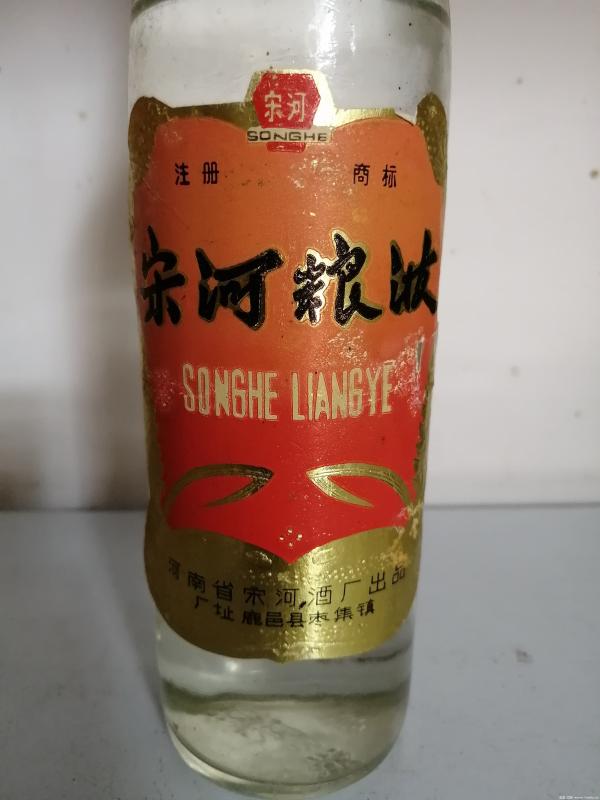 宋河
SONGHE
注册 商标
宋河粮液
SONGHE LIANGYE
河南省宋河酒厂出品
厂址 鹿邑县枣集镇